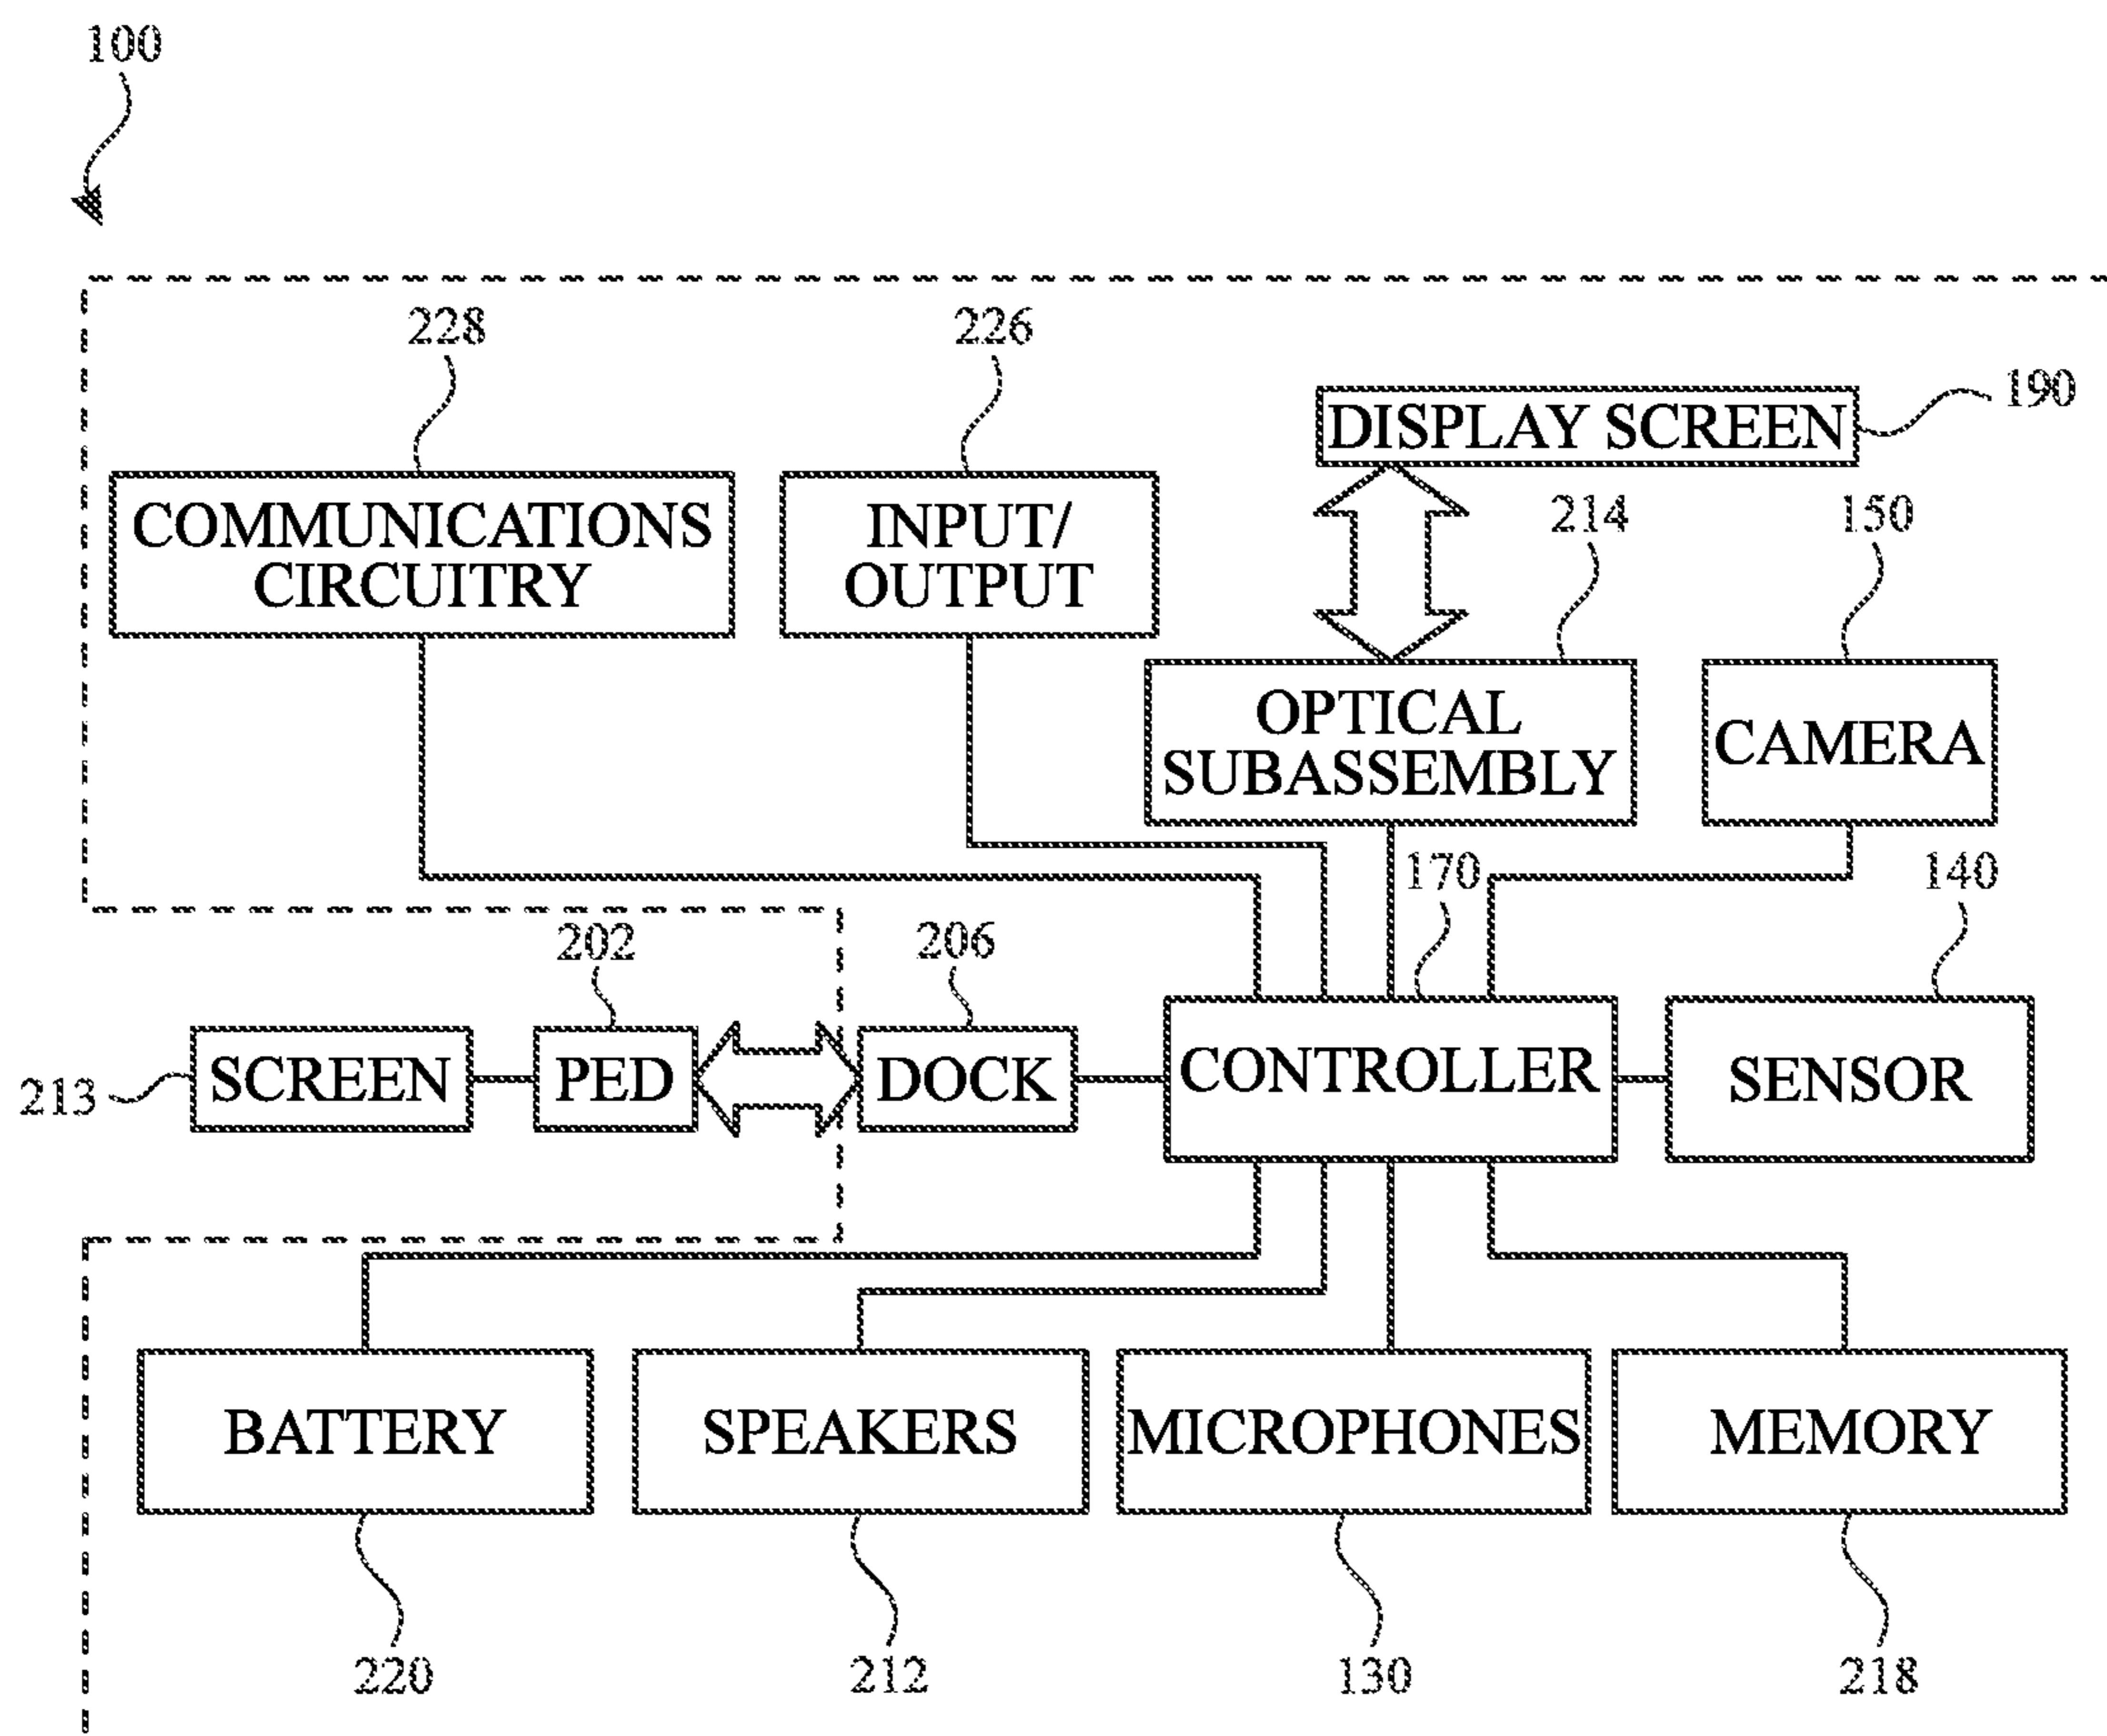 100
228
226
190
DISPLAY SCREEN
COMMUNICATIONS
CIRCUITRY
INPUT/
OUTPUT
214
150
OPTICAL
SUBASSEMBLY
CAMERA
170
140
202
206
213
SCREEN
PED
DOCK
CONTROLLER
SENSOR
BATTERY
SPEAKERS
MICROPHONES
MEMORY
220
212
130
218